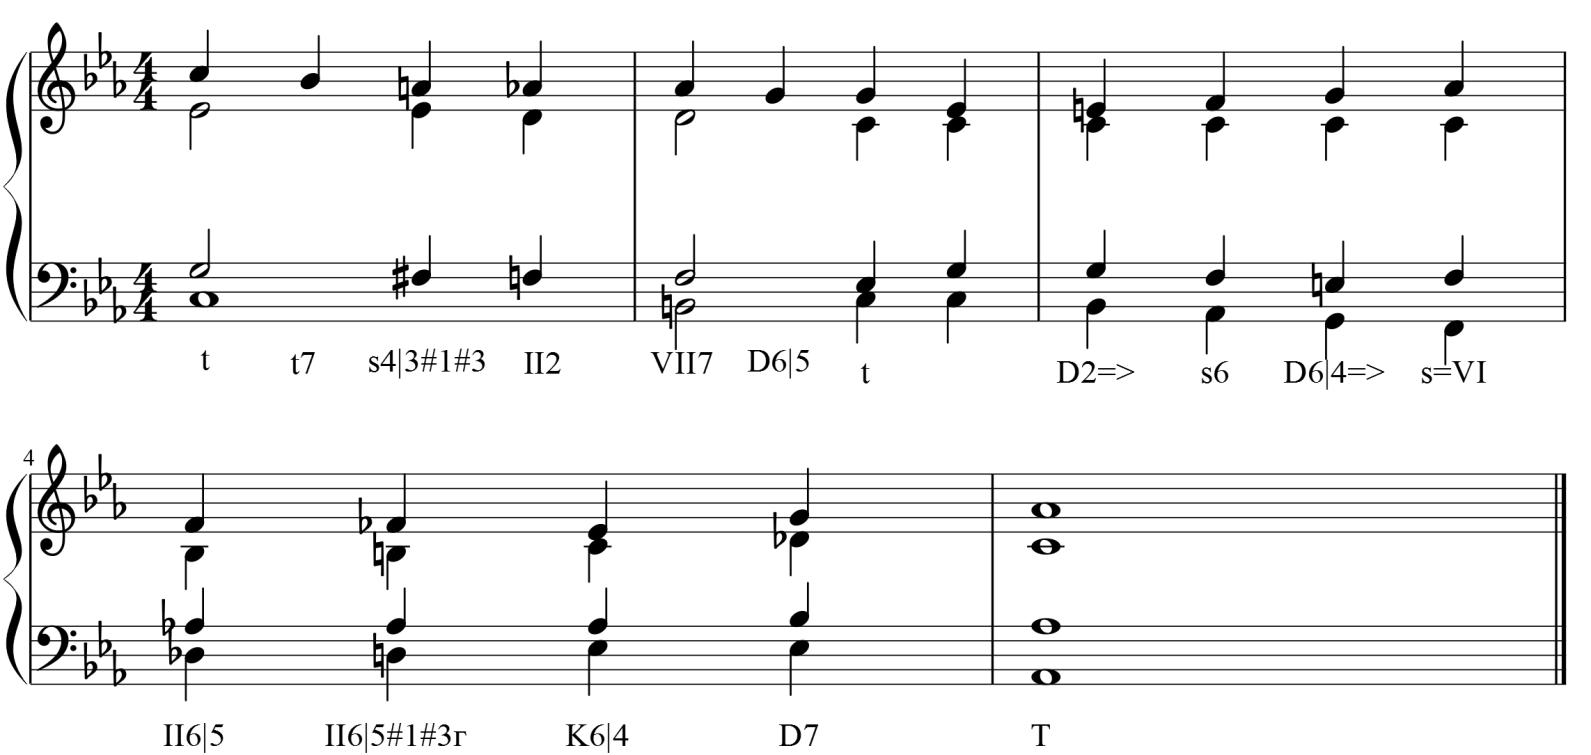 t t7 s4|3#1#3 II2 VII7 D6|5 t D2=> s6 D6|4=> s=VI
4
II6|5 II6|5#1#3г K6|4 D7 T